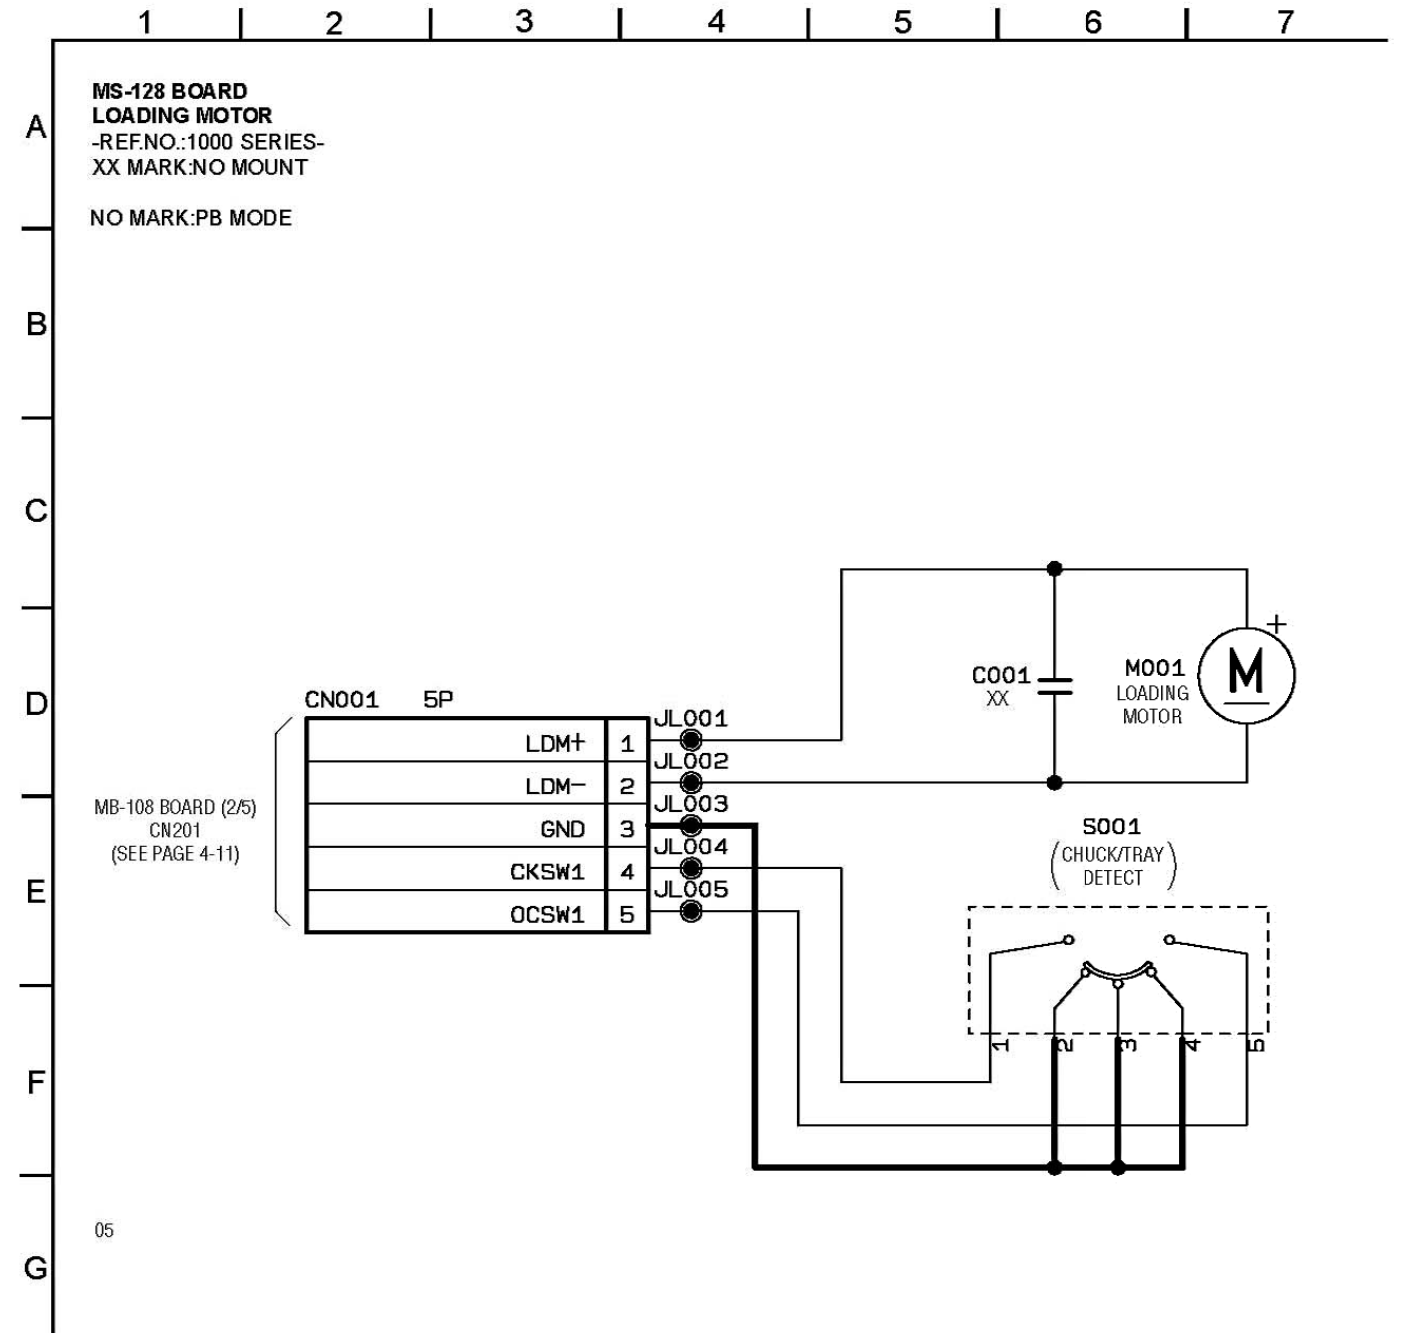 1 2 3 4 5 6 7
A
MS-128 BOARD
LOADING MOTOR
-REF.NO.:1000 SERIES-
XX MARK:NO MOUNT
NO MARK:PB MODE
B
C
D
E
F
G
CN001 5P
LDM+ 1
LDM- 2
GND 3
CKSW1 4
OCSW1 5
JL001
JL002
JL003
JL004
JL005
MB-108 BOARD (2/5)
CN201
(SEE PAGE 4-11)
C001
XX
M001
LOADING
MOTOR
+
M
S001
(CHUCK/TRAY
DETECT)
1 2 3 4 5
05